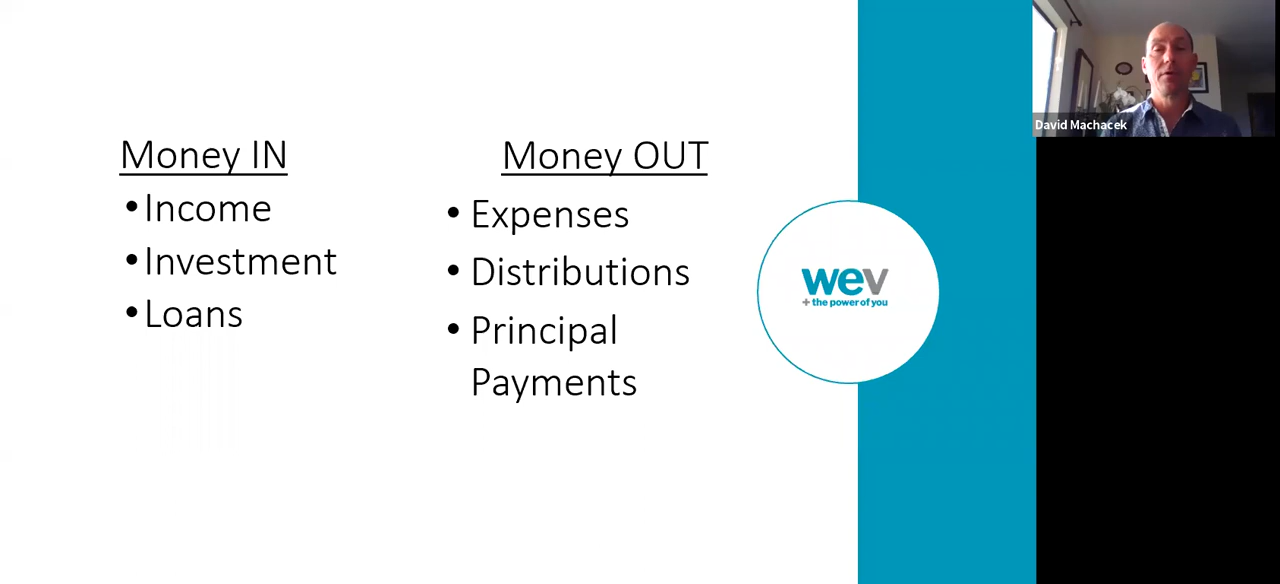 Money IN
•Income
•Investment
•Loans
Money OUT
• Expenses
• Distributions
• Principal
Payments
wev
+ the power of you
David Machacek